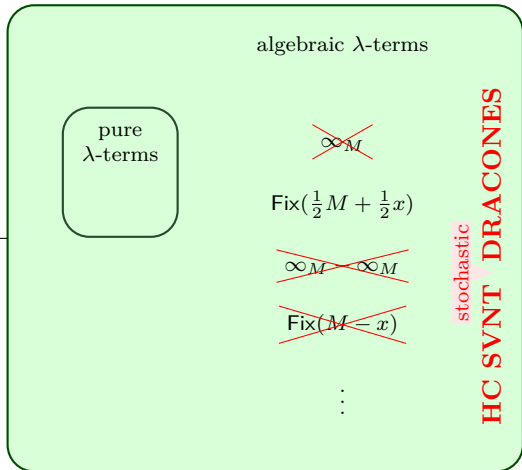 algebraic λ-terms
pure
λ-terms
∞_M
Fix(½M + ½x)
∞_M − ∞_M
Fix(M − x)
⋮
stochastic
HC SVNT DRACONES